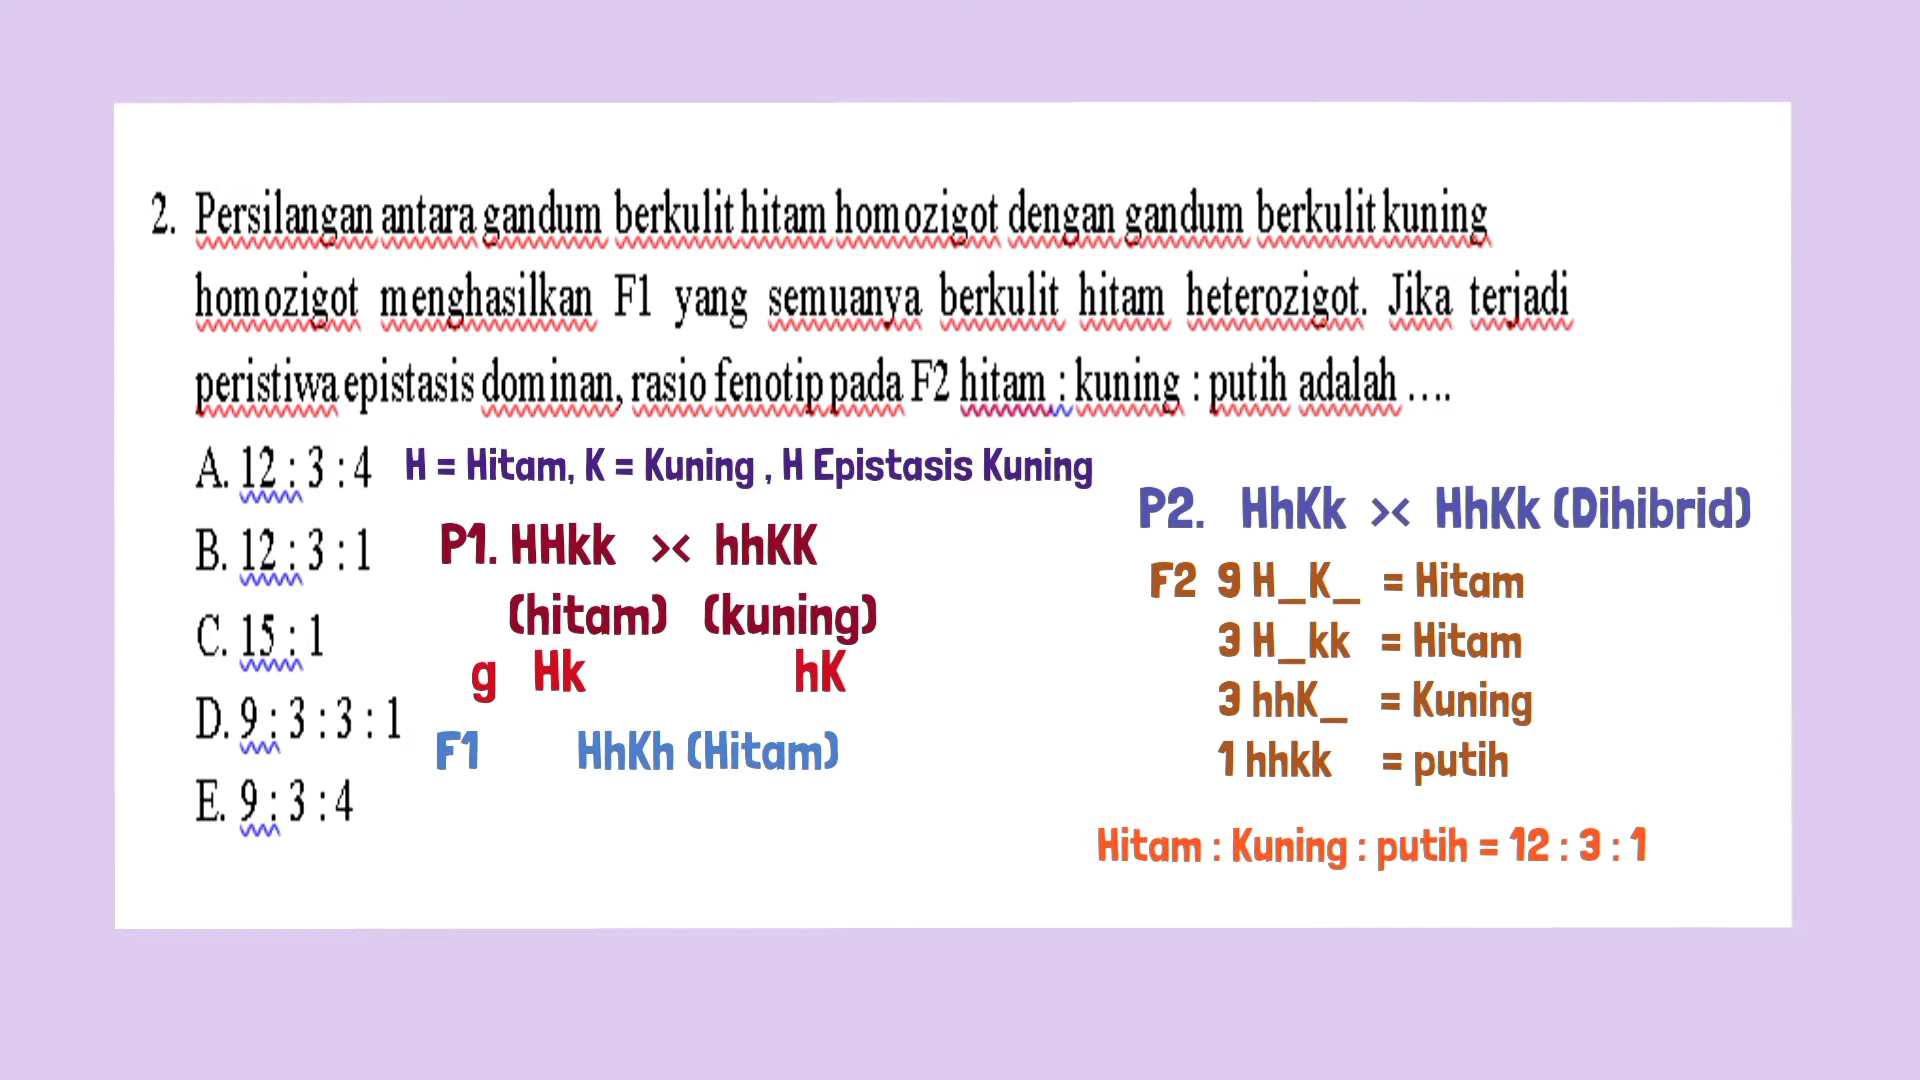 2. Persilangan antara gandum berkulit hitam homozigot dengan gandum berkulit kuning
homozigot menghasilkan F1 yang semuanya berkulit hitam heterozigot. Jika terjadi
peristiwa epistasis dominan, rasio fenotip pada F2 hitam : kuning : putih adalah ....
A. 12 : 3 : 4
B. 12 : 3 : 1
C. 15 : 1
D. 9 : 3 : 3 : 1
E. 9 : 3 : 4
H = Hitam, K = Kuning , H Epistasis Kuning
P1. HHkk >< hhKK
(hitam) (kuning)
g Hk hK
F1 HhKh (Hitam)
P2. HhKk >< HhKk (Dihibrid)
F2 9 H_K_ = Hitam
3 H_kk = Hitam
3 hhK_ = Kuning
1 hhkk = putih
Hitam : Kuning : putih = 12 : 3 : 1